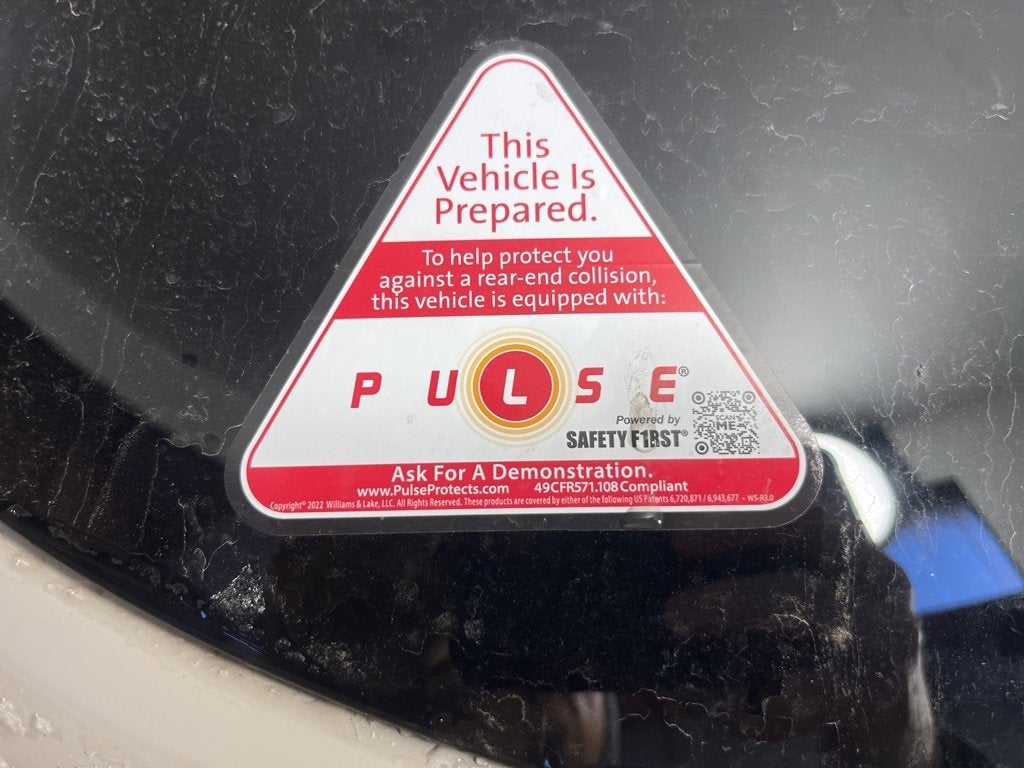 This
Vehicle Is
Prepared.
To help protect you
against a rear-end collision,
this vehicle is equipped with:
PULSE®
Powered by
SAFETY F1RST®
SCAN
ME
Ask For A Demonstration.
www.PulseProtects.com 49CFR571.108 Compliant
Copyright© 2022 Williams & Lake, LLC. All Rights Reserved. These products are covered by either of the following US Patents 6,720,871 / 6,943,677 - WS-R3.0